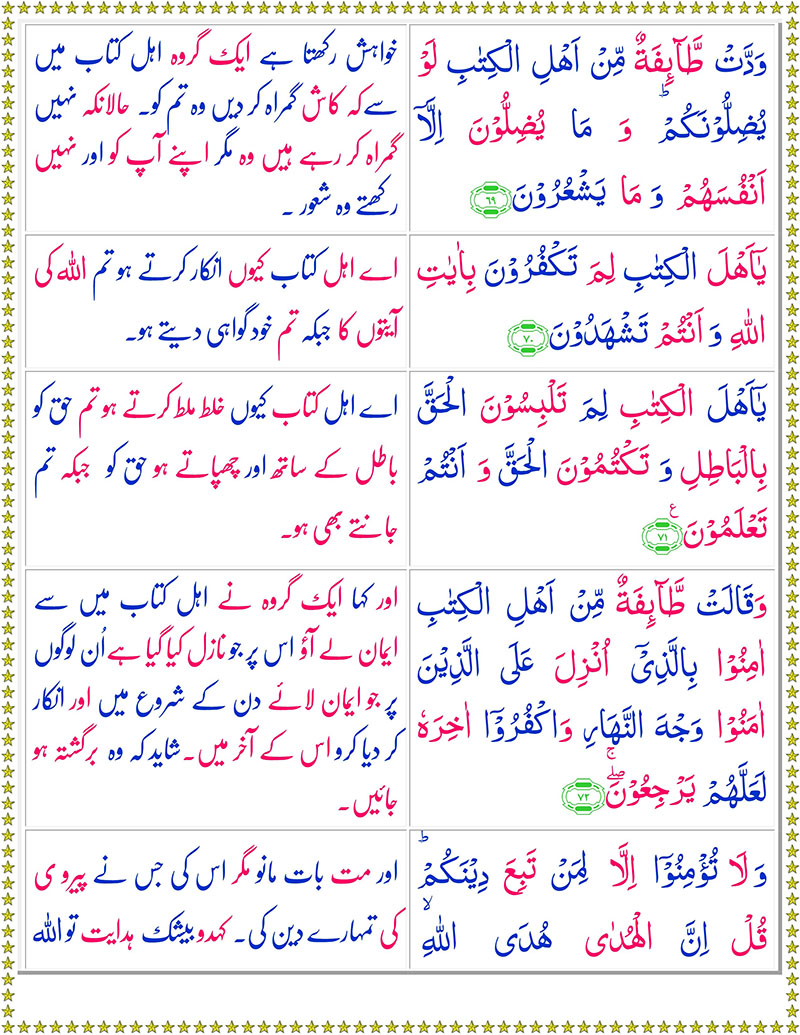 وَدَّتۡ طَّآٮِٕفَةٌ مِّنۡ اَهۡلِ الۡكِتٰبِ لَوۡ
يُضِلُّوۡنَكُمۡؕ وَ مَا يُضِلُّوۡنَ اِلَّاۤ
اَنۡفُسَهُمۡ وَ مَا يَشۡعُرُوۡنَ ﴿۶۹﴾
خواہش رکھتا ہے ایک گروہ اہل کتاب میں
سے کہ کاش گمراہ کر دیں وہ تم کو۔ حالانکہ نہیں
گمراہ کر رہے ہیں وہ مگر اپنے آپ کو اور نہیں
رکھتے وہ شعور ۔
يٰۤاَهۡلَ الۡكِتٰبِ لِمَ تَكۡفُرُوۡنَ بِاٰيٰتِ
اللّٰهِ وَ اَنۡتُمۡ تَشۡهَدُوۡنَ ﴿۷۰﴾
اے اہل کتاب کیوں انکار کرتے ہو تم اللہ کی
آیتوں کا جبکہ تم خود گواہی دیتے ہو۔
يٰۤاَهۡلَ الۡكِتٰبِ لِمَ تَلۡبِسُوۡنَ الۡحَقَّ
بِالۡبَاطِلِ وَ تَكۡتُمُوۡنَ الۡحَقَّ وَ اَنۡتُمۡ
تَعۡلَمُوۡنَ ع ﴿۷۱﴾
اے اہل کتاب کیوں خلط ملط کرتے ہو تم حق کو
باطل کے ساتھ اور چھپاتے ہو حق کو جبکہ تم
جانتے بھی ہو۔
وَقَالَتۡ طَّآٮِٕفَةٌ مِّنۡ اَهۡلِ الۡكِتٰبِ
اٰمِنُوۡا بِالَّذِىۡۤ اُنۡزِلَ عَلَى الَّذِيۡنَ
اٰمَنُوۡا وَجۡهَ النَّهَارِ وَاكۡفُرُوۡۤا اٰخِرَهٗ
لَعَلَّهُمۡ يَرۡجِعُوۡنَ​ۖۚ ﴿۷۲﴾
اور کہا ایک گروہ نے اہل کتاب میں سے
ایمان لے آؤ اس پر جو نازل کیا گیا ہے اُن لوگوں
پر جو ایمان لائے دن کے شروع میں اور انکار
کر دیا کرو اس کے آخر میں۔ شاید کہ وہ برگشتہ ہو
جائیں۔
وَ لَا تُؤۡمِنُوۡۤا اِلَّا لِمَنۡ تَبِعَ دِيۡنَكُمۡؕ
قُلۡ اِنَّ الۡهُدٰى هُدَى اللّٰهِۙ
اور مت بات مانو مگر اس کی جس نے پیروی
کی تمہارے دین کی۔ کہدو بیشک ہدایت تو اللہ